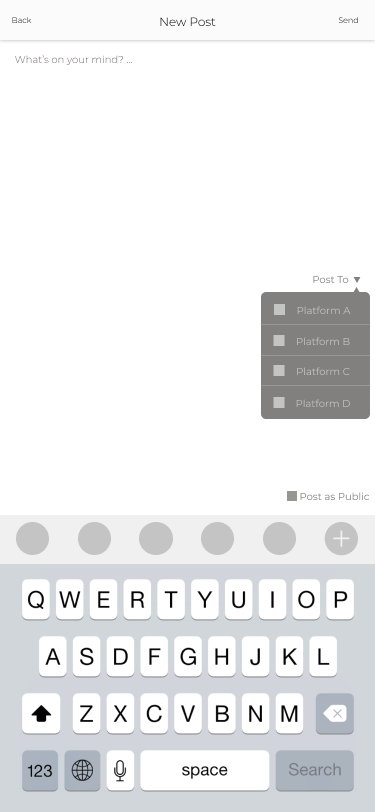 Back New Post Send
What's on your mind? ...
Post To
Platform A
Platform B
Platform C
Platform D
Post as Public
Q W E R T Y U I O P
A S D F G H J K L
Z X C V B N M
123 space Search